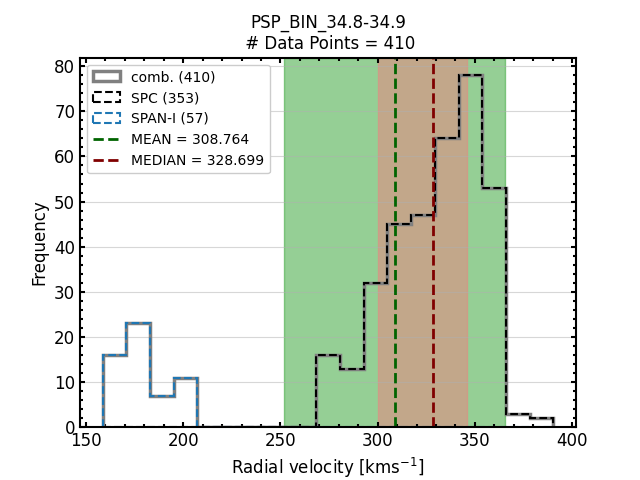 PSP_BIN_34.8-34.9
# Data Points = 410
comb. (410)
SPC (353)
SPAN-I (57)
MEAN = 308.764
MEDIAN = 328.699
Frequency
80
70
60
50
40
30
20
10
0
150 200 250 300 350 400
Radial velocity [kms⁻¹]